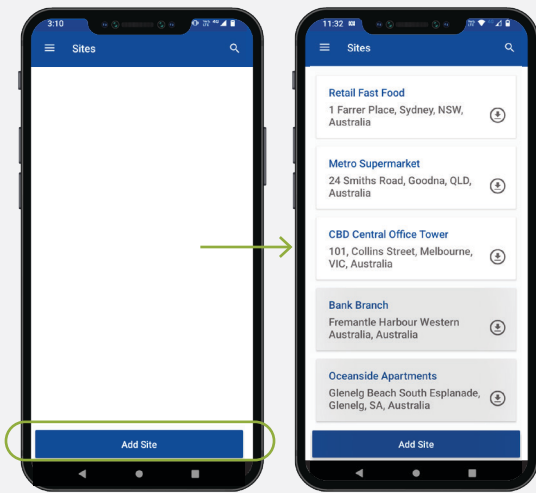 3:10
Sites
Add Site
11:32
Sites
Retail Fast Food
1 Farrer Place, Sydney, NSW,
Australia
Metro Supermarket
24 Smiths Road, Goodna, QLD,
Australia
CBD Central Office Tower
101, Collins Street, Melbourne,
VIC, Australia
Bank Branch
Fremantle Harbour Western
Australia, Australia
Oceanside Apartments
Glenelg Beach South Esplanade,
Glenelg, SA, Australia
Add Site